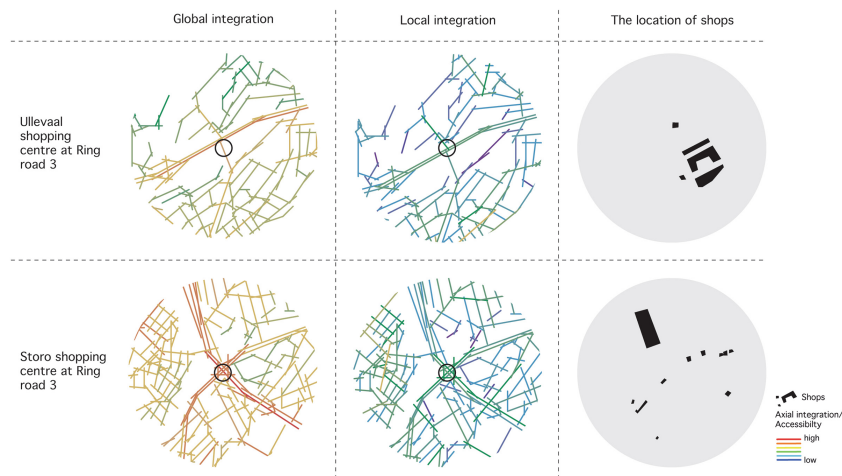 Global integration
Local integration
The location of shops
Ullevaal
shopping
centre at Ring
road 3
Storo shopping
centre at Ring
road 3
Shops
Axial integration/
Accessibilty
high
low